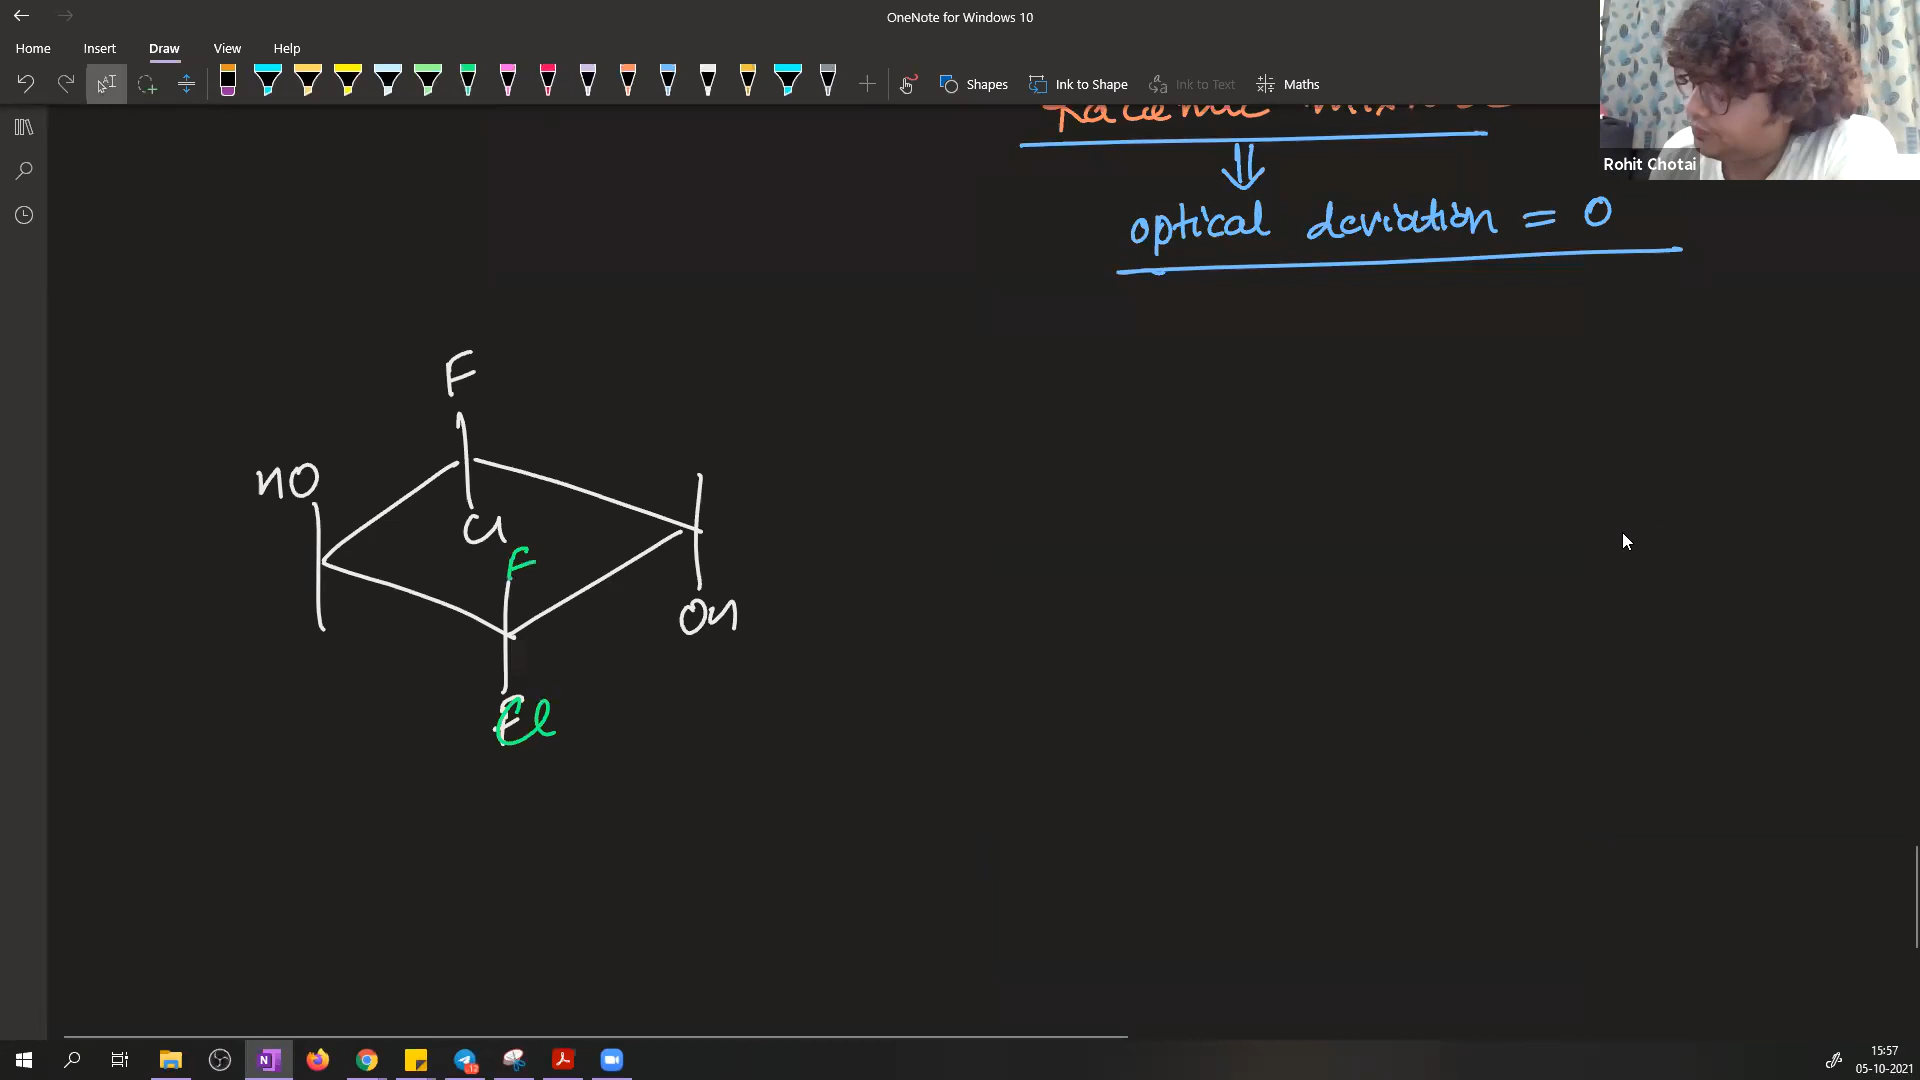 OneNote for Windows 10
Home Insert Draw View Help
Shapes Ink to Shape Ink to Text Maths
Rohit Chotai
Racemic
optical deviation = 0
F
HO
Cl
F
OH
Cl
15:57
05-10-2021